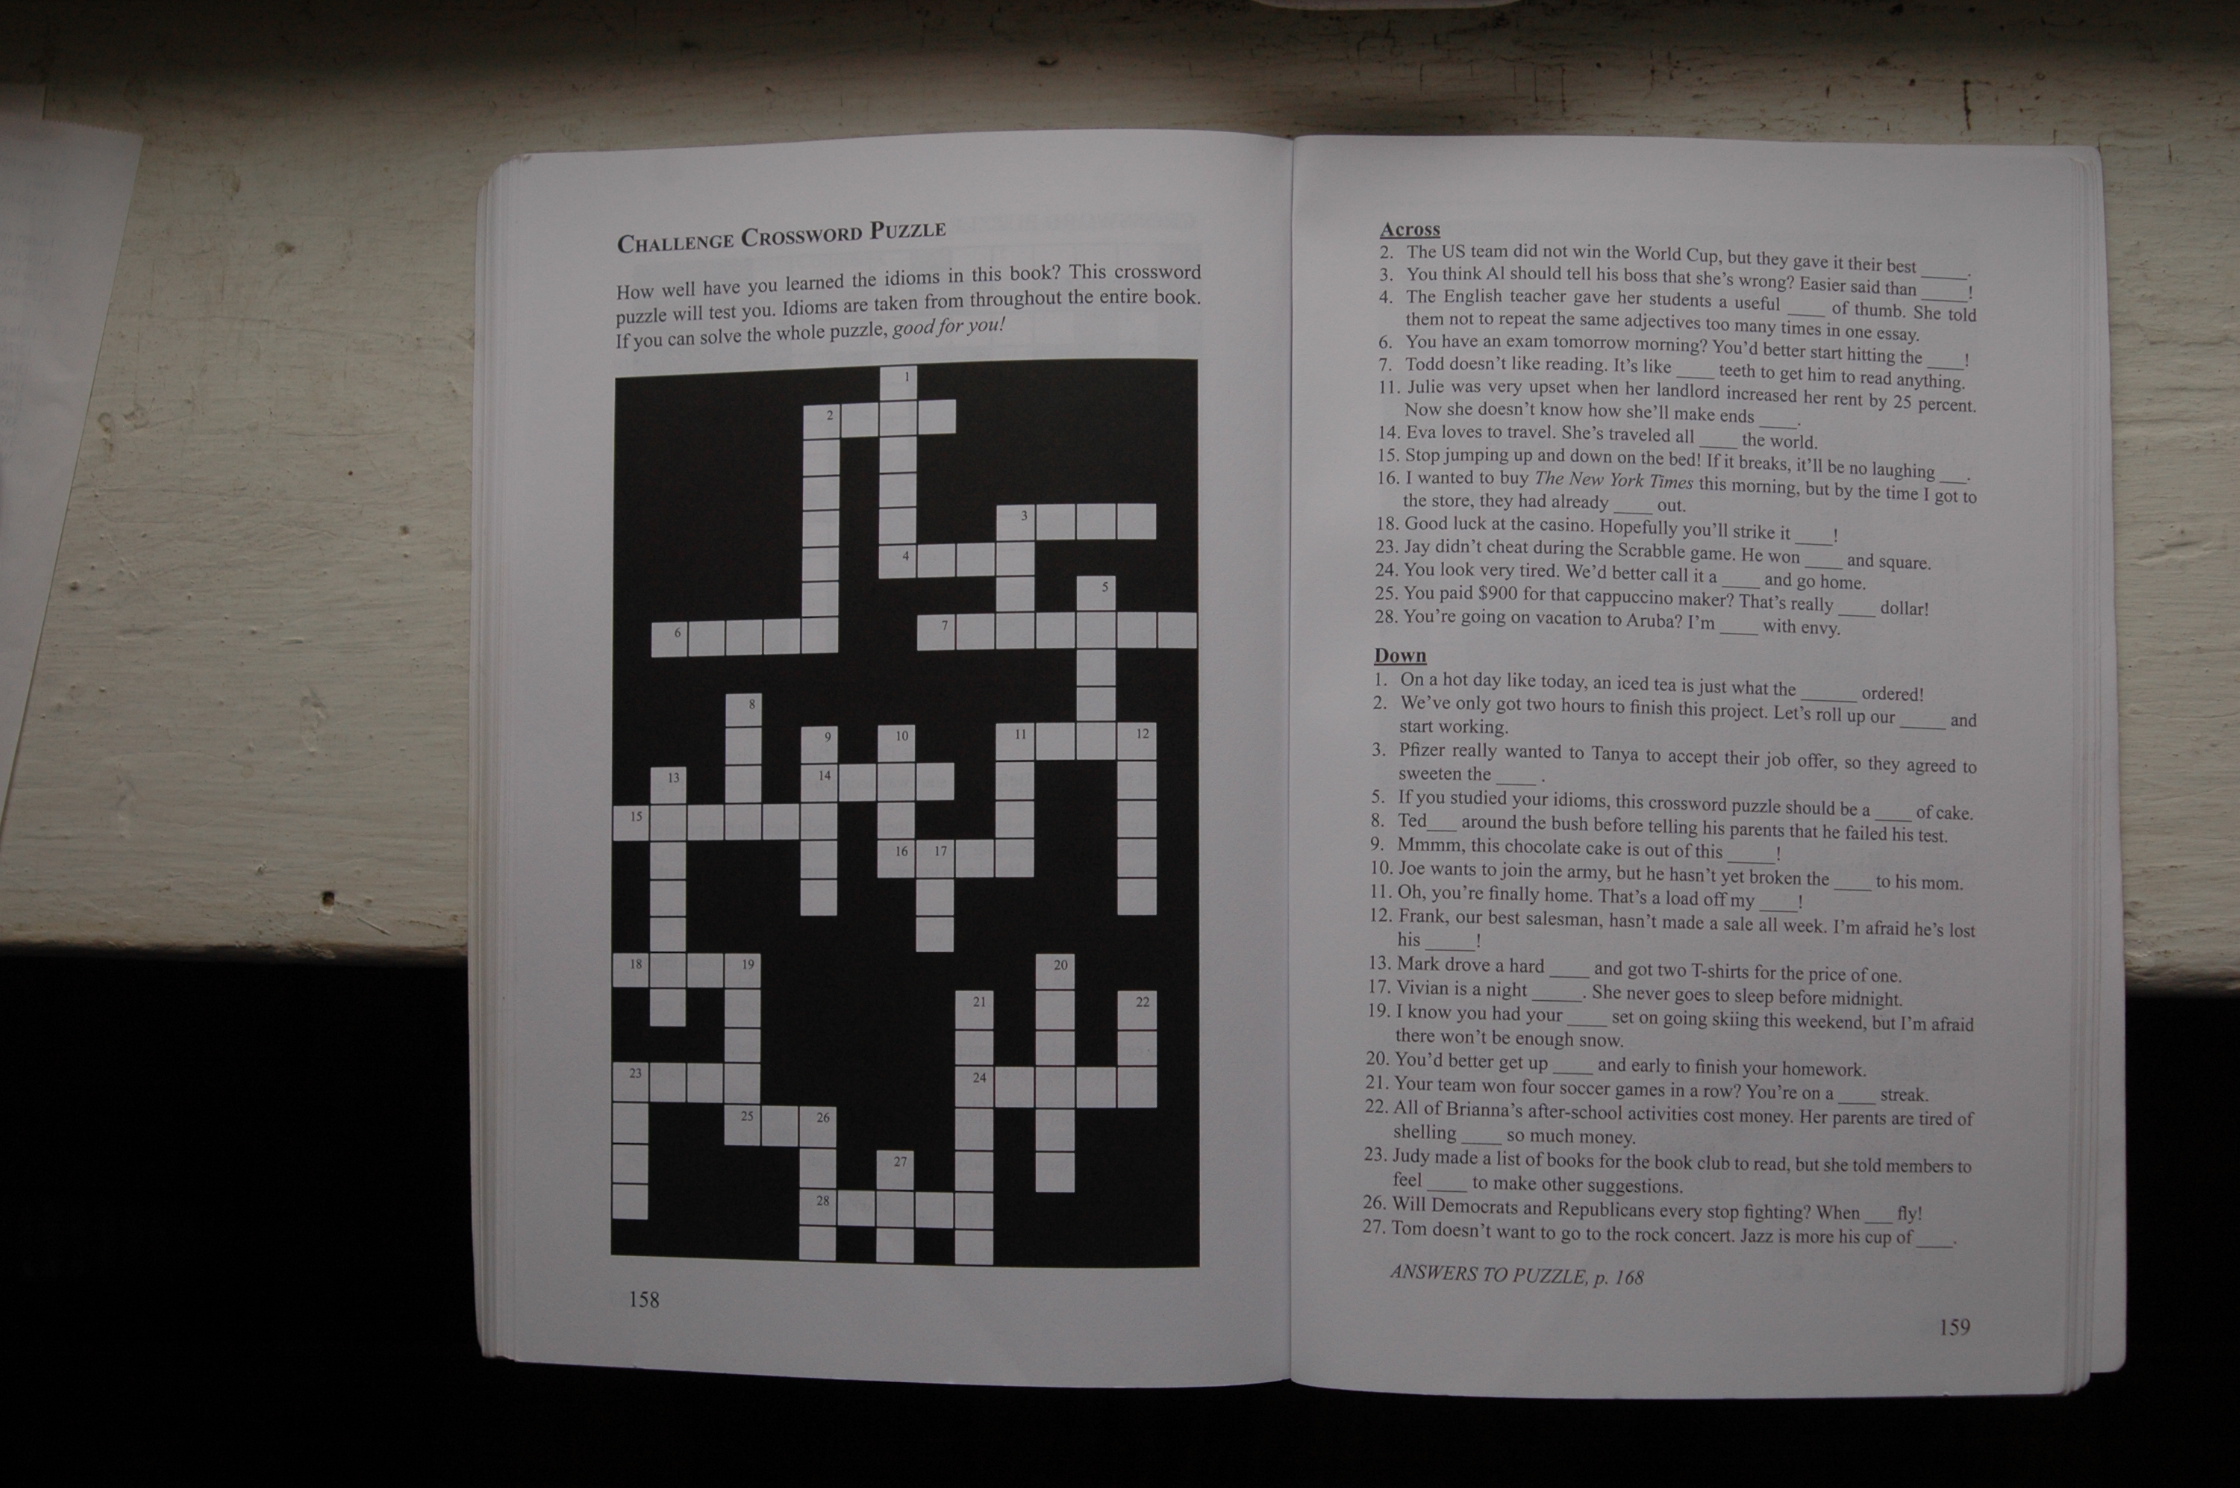 CHALLENGE CROSSWORD PUZZLE
How well have you learned the idioms in this book? This crossword
puzzle will test you. Idioms are taken from throughout the entire book.
If you can solve the whole puzzle, good for you!
1
2
3
4
5
6
7
8
9
10
11
12
13
14
15
16
17
18
19
20
21
22
23
24
25
26
27
28
158
Across
2. The US team did not win the World Cup, but they gave it their best _____.
3. You think Al should tell his boss that she's wrong? Easier said than _____!
4. The English teacher gave her students a useful ____ of thumb. She told
them not to repeat the same adjectives too many times in one essay.
6. You have an exam tomorrow morning? You'd better start hitting the ____!
7. Todd doesn't like reading. It's like ____ teeth to get him to read anything.
11. Julie was very upset when her landlord increased her rent by 25 percent.
Now she doesn't know how she'll make ends ____.
14. Eva loves to travel. She's traveled all ____ the world.
15. Stop jumping up and down on the bed! If it breaks, it'll be no laughing ___.
16. I wanted to buy The New York Times this morning, but by the time I got to
the store, they had already ____ out.
18. Good luck at the casino. Hopefully you'll strike it ____!
23. Jay didn't cheat during the Scrabble game. He won ____ and square.
24. You look very tired. We'd better call it a ____ and go home.
25. You paid $900 for that cappuccino maker? That's really ____ dollar!
28. You're going on vacation to Aruba? I'm ____ with envy.
Down
1. On a hot day like today, an iced tea is just what the ______ ordered!
2. We've only got two hours to finish this project. Let's roll up our _____ and
start working.
3. Pfizer really wanted to Tanya to accept their job offer, so they agreed to
sweeten the ____ .
5. If you studied your idioms, this crossword puzzle should be a ____ of cake.
8. Ted___ around the bush before telling his parents that he failed his test.
9. Mmmm, this chocolate cake is out of this _____!
10. Joe wants to join the army, but he hasn't yet broken the ____ to his mom.
11. Oh, you're finally home. That's a load off my ____!
12. Frank, our best salesman, hasn't made a sale all week. I'm afraid he's lost
his _____!
13. Mark drove a hard ____ and got two T-shirts for the price of one.
17. Vivian is a night _____. She never goes to sleep before midnight.
19. I know you had your ____ set on going skiing this weekend, but I'm afraid
there won't be enough snow.
20. You'd better get up ____ and early to finish your homework.
21. Your team won four soccer games in a row? You're on a ____ streak.
22. All of Brianna's after-school activities cost money. Her parents are tired of
shelling ____ so much money.
23. Judy made a list of books for the book club to read, but she told members to
feel ____ to make other suggestions.
26. Will Democrats and Republicans every stop fighting? When ___ fly!
27. Tom doesn't want to go to the rock concert. Jazz is more his cup of ____.
ANSWERS TO PUZZLE, p. 168
159